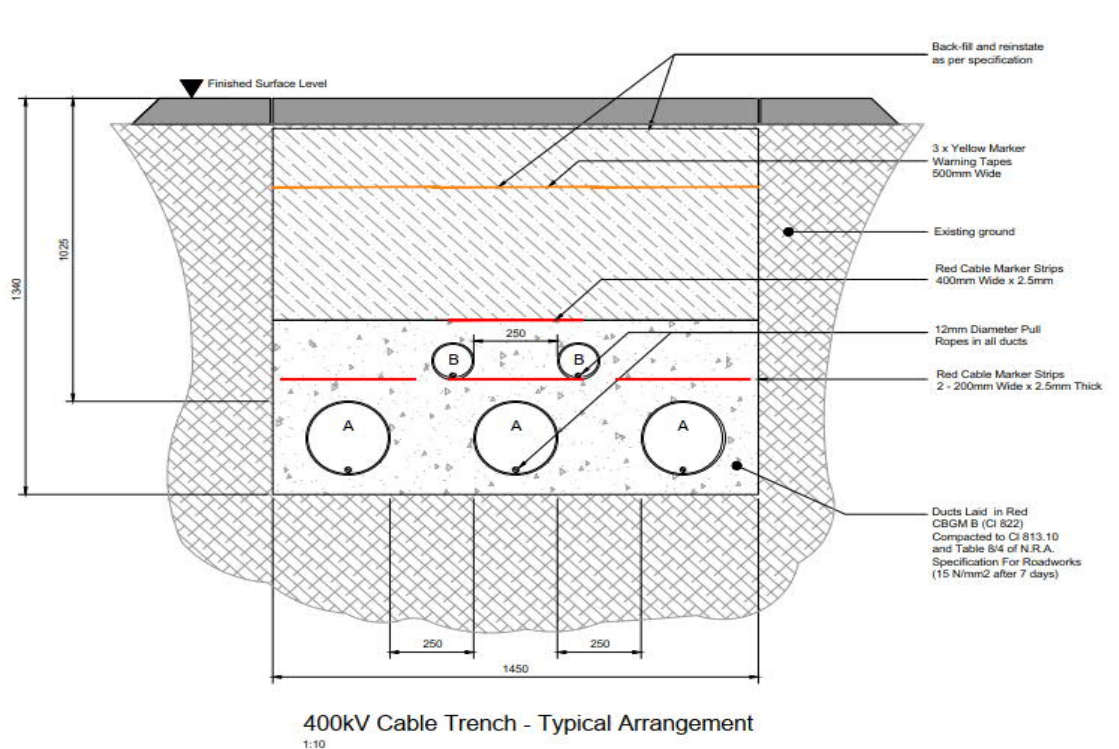 Back-fill and reinstate
as per specification
Finished Surface Level
3 x Yellow Marker
Warning Tapes
500mm Wide
Existing ground
1025
1340
Red Cable Marker Strips
400mm Wide x 2.5mm
250
12mm Diameter Pull
Ropes in all ducts
B
B
Red Cable Marker Strips
2 - 200mm Wide x 2.5mm Thick
A
A
A
Ducts Laid in Red
CBGM B (Cl 822)
Compacted to Cl 813.10
and Table 8/4 of N.R.A.
Specification For Roadworks
(15 N/mm2 after 7 days)
250
250
1450
400kV Cable Trench - Typical Arrangement
1:10